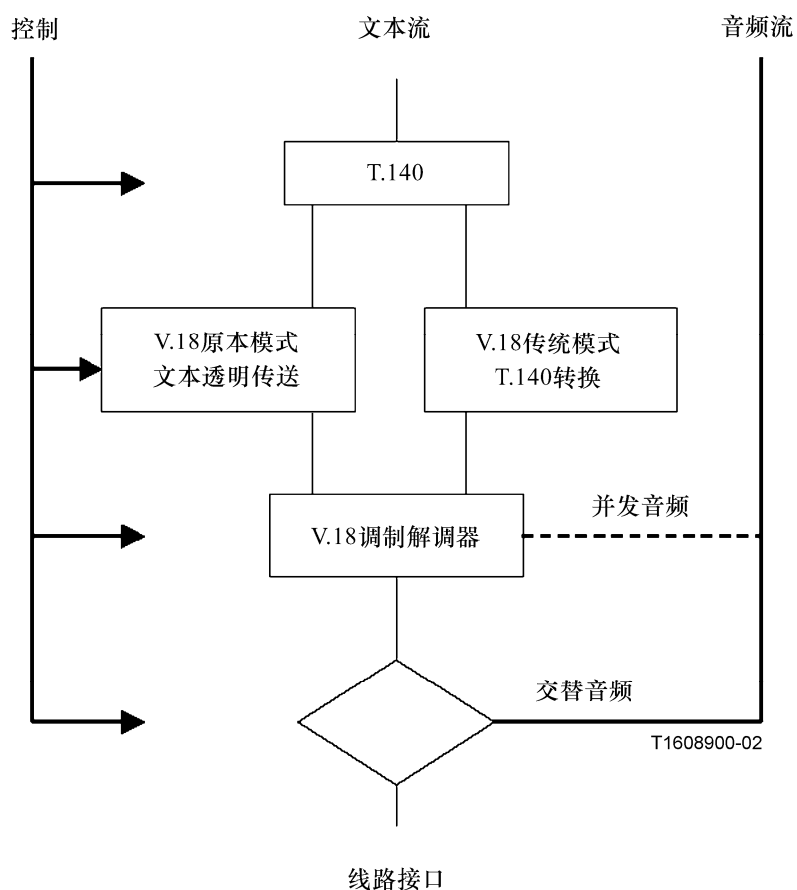 控制
文本流
音频流
T.140
V.18原本模式
文本透明传送
V.18传统模式
T.140转换
并发音频
V.18调制解调器
交替音频
T1608900-02
线路接口